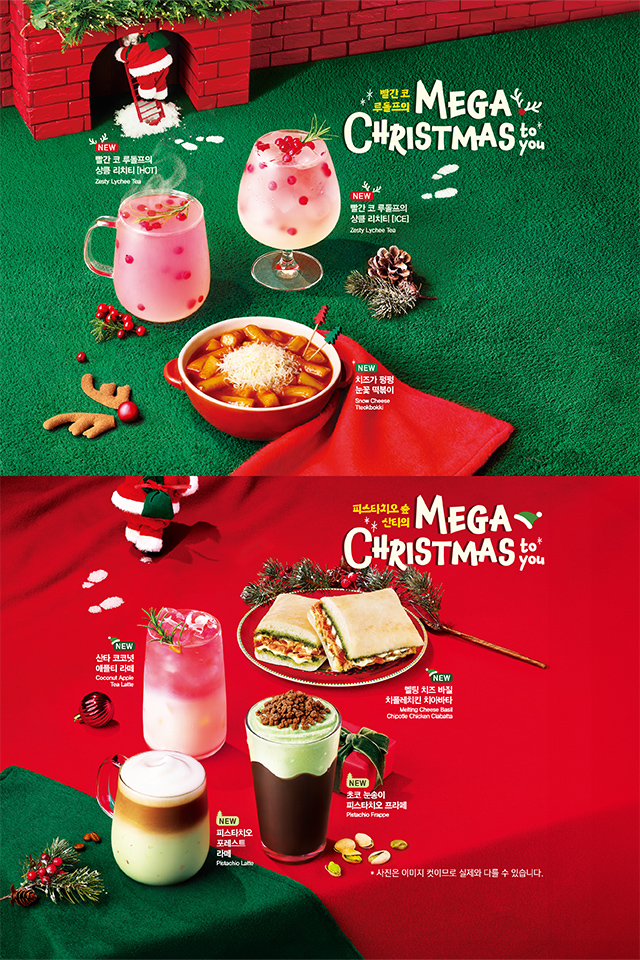 빨간 코
루돌프의
MEGA
CHRISTMAS to you
NEW
빨간 코 루돌프의
상큼 리치티 [HOT]
Zesty Lychee Tea
NEW
빨간 코 루돌프의
상큼 리치티 [ICE]
Zesty Lychee Tea
NEW
치즈가 펑펑
눈꽃 떡볶이
Snow Cheese
Tteokbokki
피스타치오 숲
산티의
MEGA
CHRISTMAS to you
NEW
산타 코코넛
애플티 라떼
Coconut Apple
Tea Latte
NEW
멜팅 치즈 바질
치폴레치킨 치아바타
Melting Cheese Basil
Chipotle Chicken Ciabatta
NEW
초코 눈송이
피스타치오 프라페
Pistachio Frappe
NEW
피스타치오
포레스트
라떼
Pistachio Latte
* 사진은 이미지 컷이므로 실제와 다를 수 있습니다.